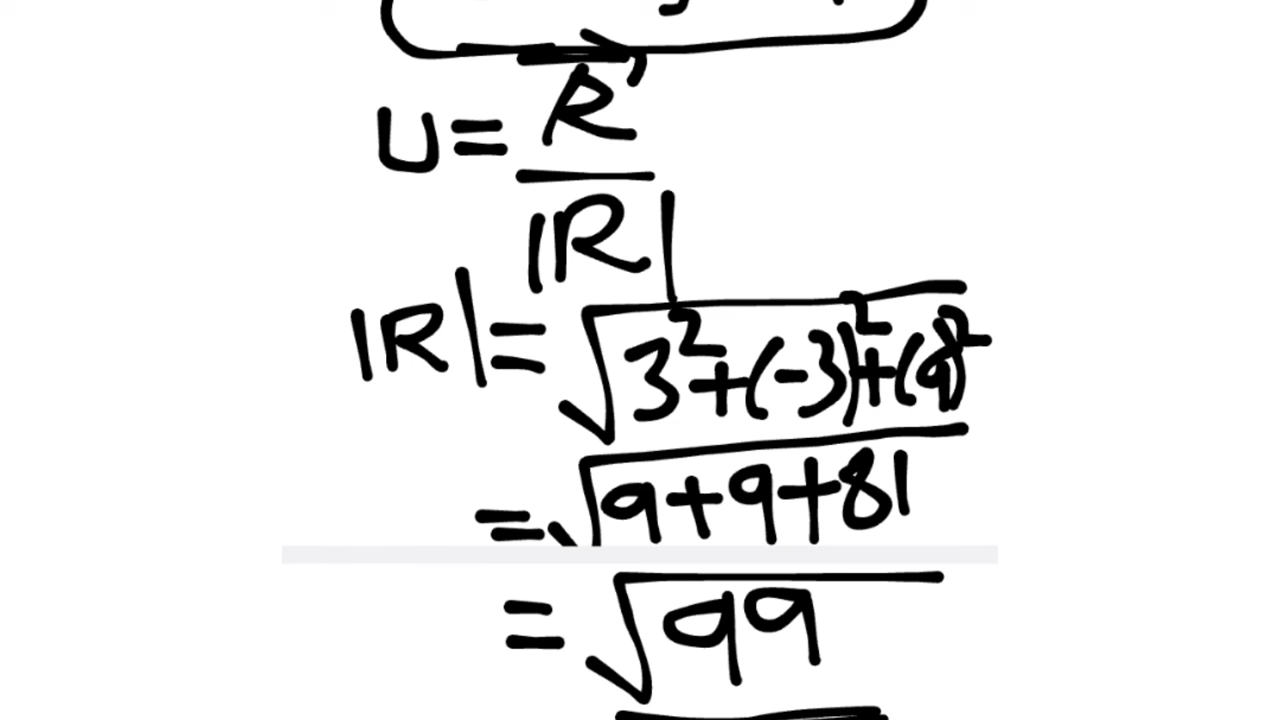 U = R⃗
|R|
|R| = √3²+(-3)²+(9)²
= √9+9+81
= √99